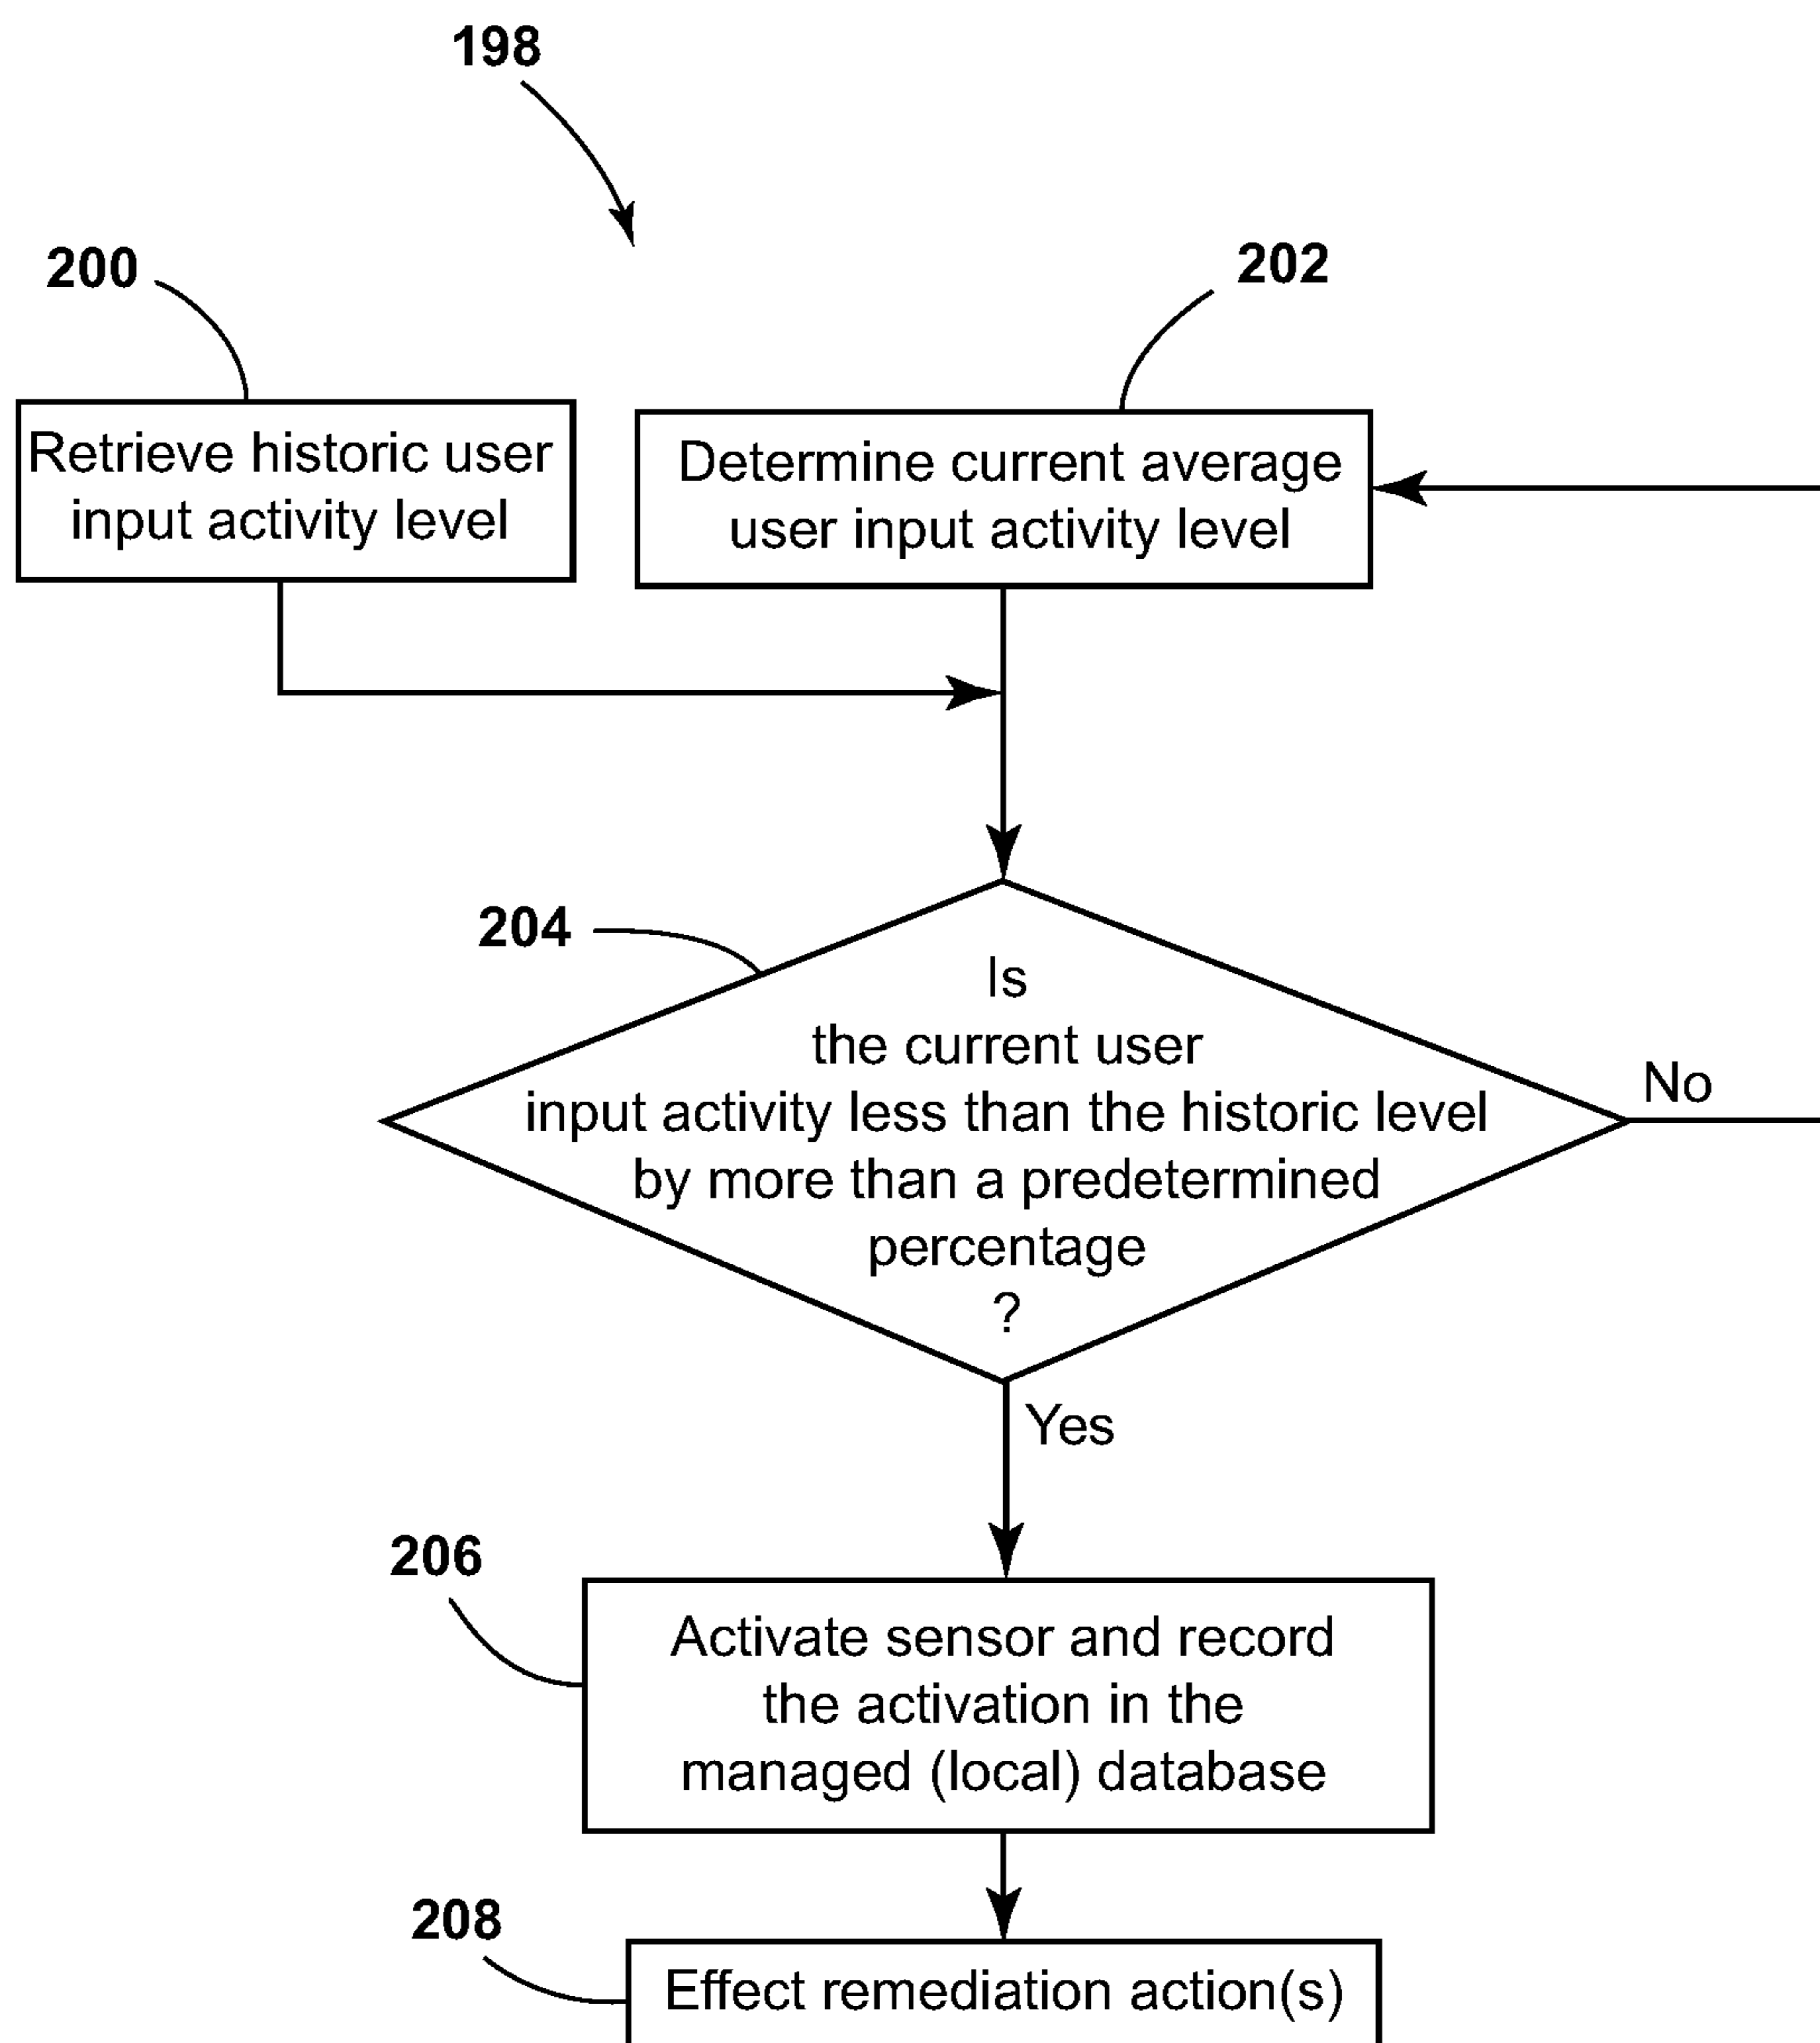 198
200
202
Retrieve historic user
input activity level
Determine current average
user input activity level
204
Is
the current user
input activity less than the historic level
by more than a predetermined
percentage
?
No
Yes
206
Activate sensor and record
the activation in the
managed (local) database
208
Effect remediation action(s)